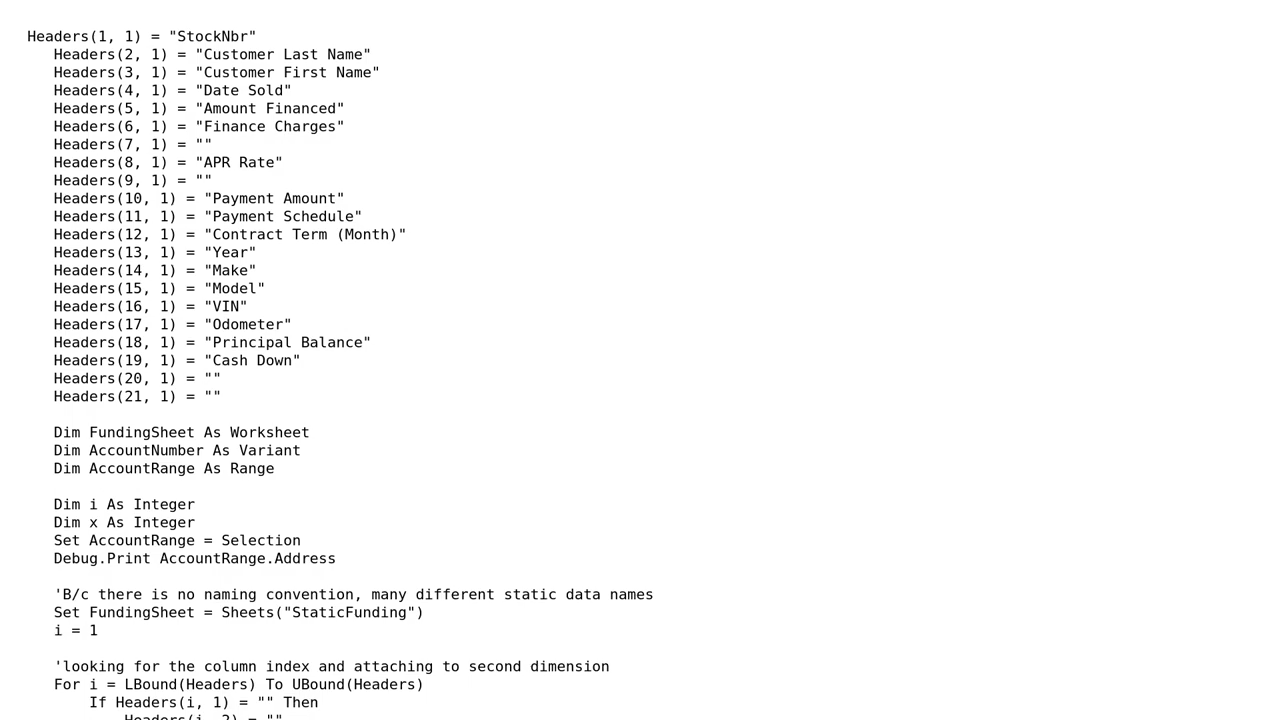 Headers(1, 1) = "StockNbr"
Headers(2, 1) = "Customer Last Name"
Headers(3, 1) = "Customer First Name"
Headers(4, 1) = "Date Sold"
Headers(5, 1) = "Amount Financed"
Headers(6, 1) = "Finance Charges"
Headers(7, 1) = ""
Headers(8, 1) = "APR Rate"
Headers(9, 1) = ""
Headers(10, 1) = "Payment Amount"
Headers(11, 1) = "Payment Schedule"
Headers(12, 1) = "Contract Term (Month)"
Headers(13, 1) = "Year"
Headers(14, 1) = "Make"
Headers(15, 1) = "Model"
Headers(16, 1) = "VIN"
Headers(17, 1) = "Odometer"
Headers(18, 1) = "Principal Balance"
Headers(19, 1) = "Cash Down"
Headers(20, 1) = ""
Headers(21, 1) = ""
Dim FundingSheet As Worksheet
Dim AccountNumber As Variant
Dim AccountRange As Range
Dim i As Integer
Dim x As Integer
Set AccountRange = Selection
Debug.Print AccountRange.Address
'B/c there is no naming convention, many different static data names
Set FundingSheet = Sheets("StaticFunding")
i = 1
'looking for the column index and attaching to second dimension
For i = LBound(Headers) To UBound(Headers)
If Headers(i, 1) = "" Then
Headers(i, 2) = ""